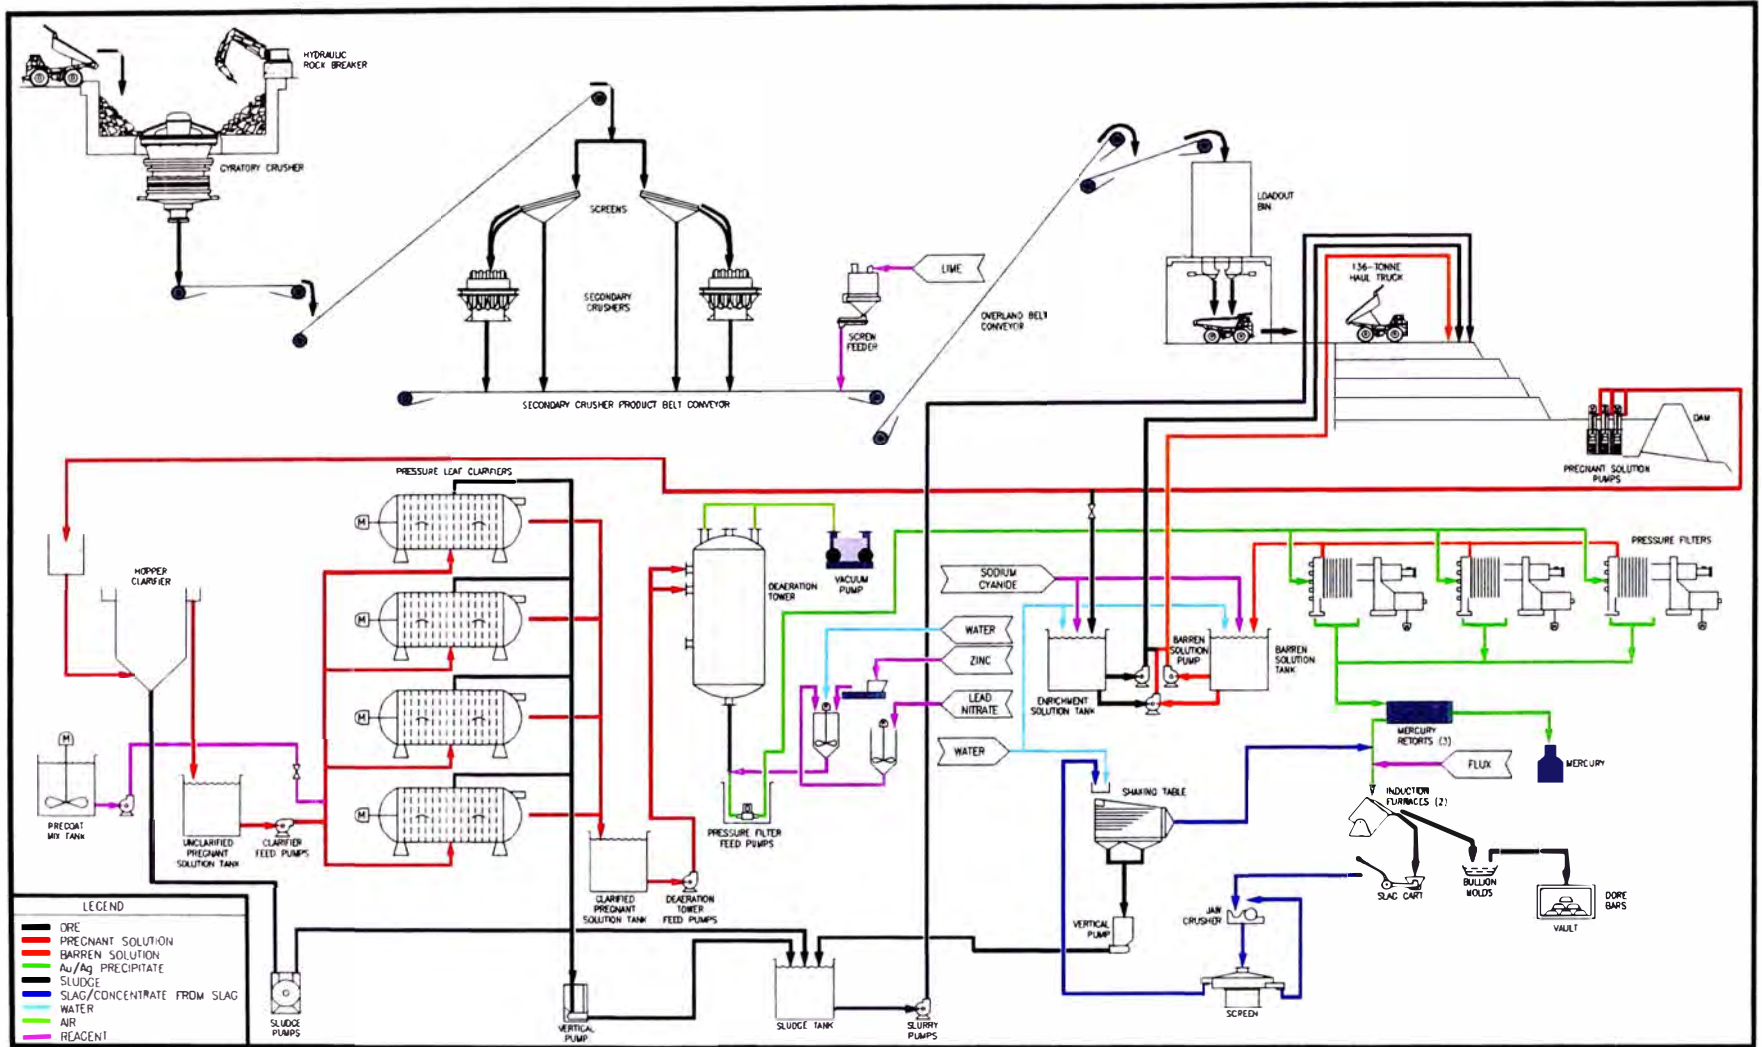 HYDRAULIC
ROCK BREAKER
GYRATORY CRUSHER
SCREENS
SECONDARY
CRUSHERS
LIME
SCREW
FEEDER
SECONDARY CRUSHER PRODUCT BELT CONVEYOR
OVERLAND BELT
CONVEYOR
LOADOUT
BIN
136-TONNE
HAUL TRUCK
DAM
PREGNANT SOLUTION
PUMPS
PRESSURE LEAF CLARIFIERS
M
M
M
M
HOPPER
CLARIFIER
M
PRECOAT
MIX TANK
UNCLARIFIED
PREGNANT
SOLUTION TANK
CLARIFIER
FEED PUMPS
CLARIFIED
PREGNANT
SOLUTION TANK
DEAERATION
TOWER
FEED PUMPS
DEAERATION
TOWER
VACUUM
PUMP
PRESSURE FILTER
FEED PUMPS
WATER
ZINC
LEAD
NITRATE
WATER
SODIUM
CYANIDE
ENRICHMENT
SOLUTION TANK
BARREN
SOLUTION
PUMP
BARREN
SOLUTION
TANK
PRESSURE FILTERS
MERCURY
RETORTS (3)
MERCURY
FLUX
INDUCTION
FURNACES (2)
SHAKING TABLE
VERTICAL
PUMP
JAW
CRUSHER
SCREEN
SLAG CART
BULLION
MOLDS
DORE
BARS
VAULT
SLUDGE
PUMPS
VERTICAL
PUMP
SLUDGE TANK
SLURRY
PUMPS
LEGEND
ORE
PREGNANT SOLUTION
BARREN SOLUTION
Au/Ag PRECIPITATE
SLUDGE
SLAG/CONCENTRATE FROM SLAG
WATER
AIR
REAGENT